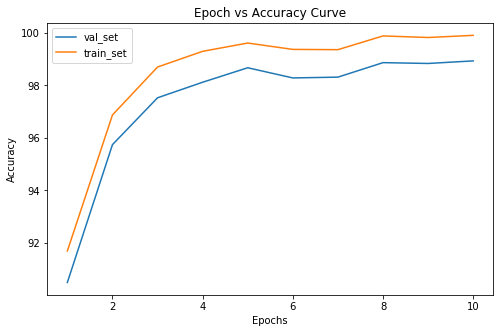 Epoch vs Accuracy Curve
val_set
train_set
100
98
96
94
92
Accuracy
2 4 6 8 10
Epochs